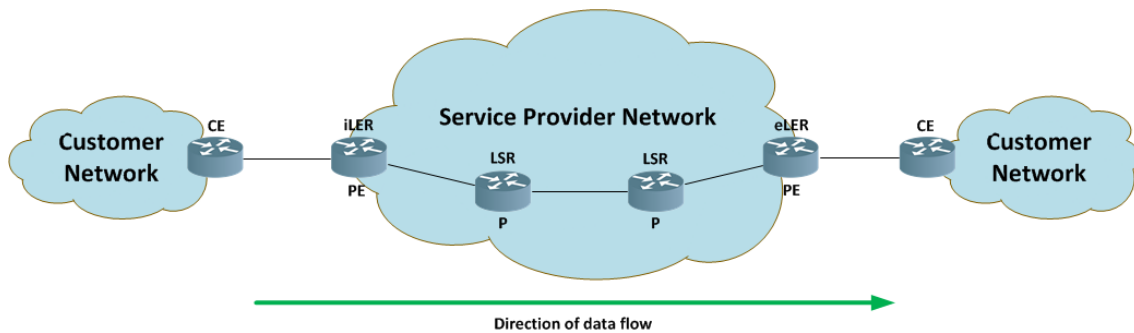 Service Provider Network
CE
iLER
eLER
CE
Customer
Network
LSR
LSR
Customer
Network
PE
PE
P
P
Direction of data flow